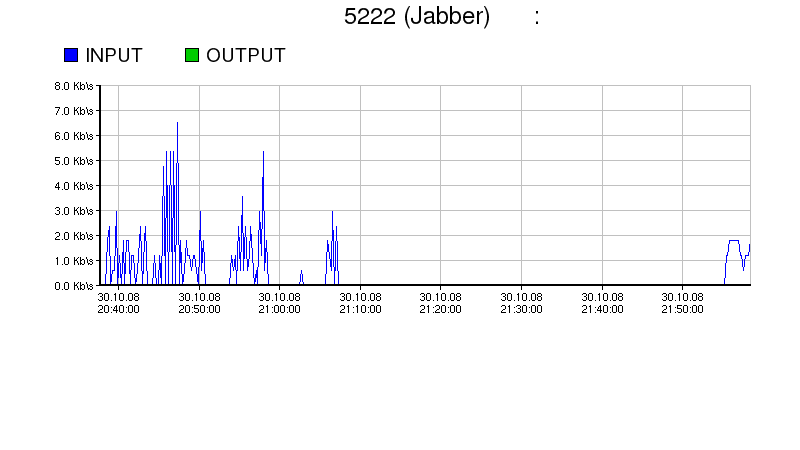 5222 (Jabber) :
INPUT OUTPUT
8.0 Kb\s
7.0 Kb\s
6.0 Kb\s
5.0 Kb\s
4.0 Kb\s
3.0 Kb\s
2.0 Kb\s
1.0 Kb\s
0.0 Kb\s
30.10.08 30.10.08 30.10.08 30.10.08 30.10.08 30.10.08 30.10.08 30.10.08
20:40:00 20:50:00 21:00:00 21:10:00 21:20:00 21:30:00 21:40:00 21:50:00